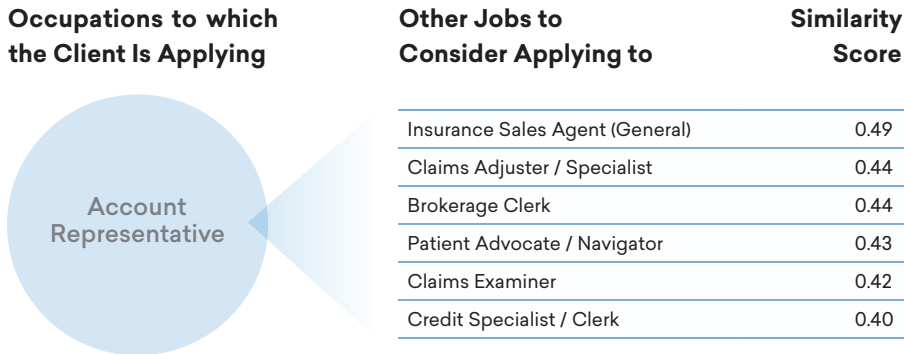 Occupations to which
the Client Is Applying
Other Jobs to
Consider Applying to
Similarity
Score
Account
Representative
Insurance Sales Agent (General) 0.49
Claims Adjuster / Specialist 0.44
Brokerage Clerk 0.44
Patient Advocate / Navigator 0.43
Claims Examiner 0.42
Credit Specialist / Clerk 0.40